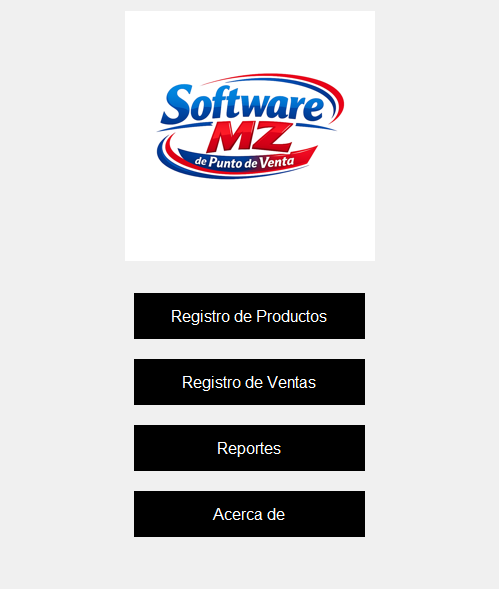 Software
MZ
de Punto de Venta
Registro de Productos
Registro de Ventas
Reportes
Acerca de